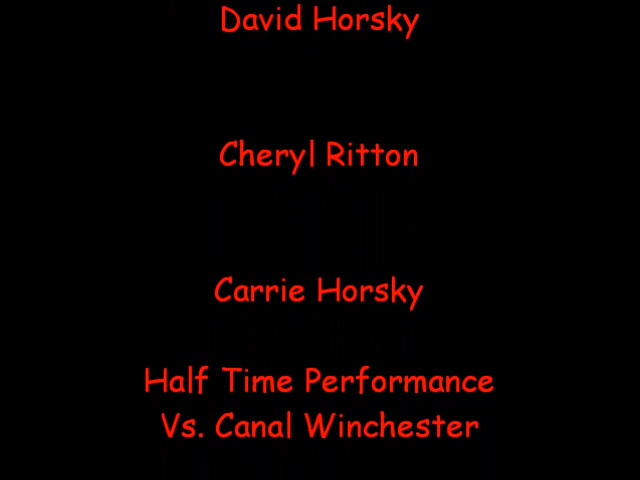 David Horsky
Cheryl Ritton
Carrie Horsky
Half Time Performance
Vs. Canal Winchester